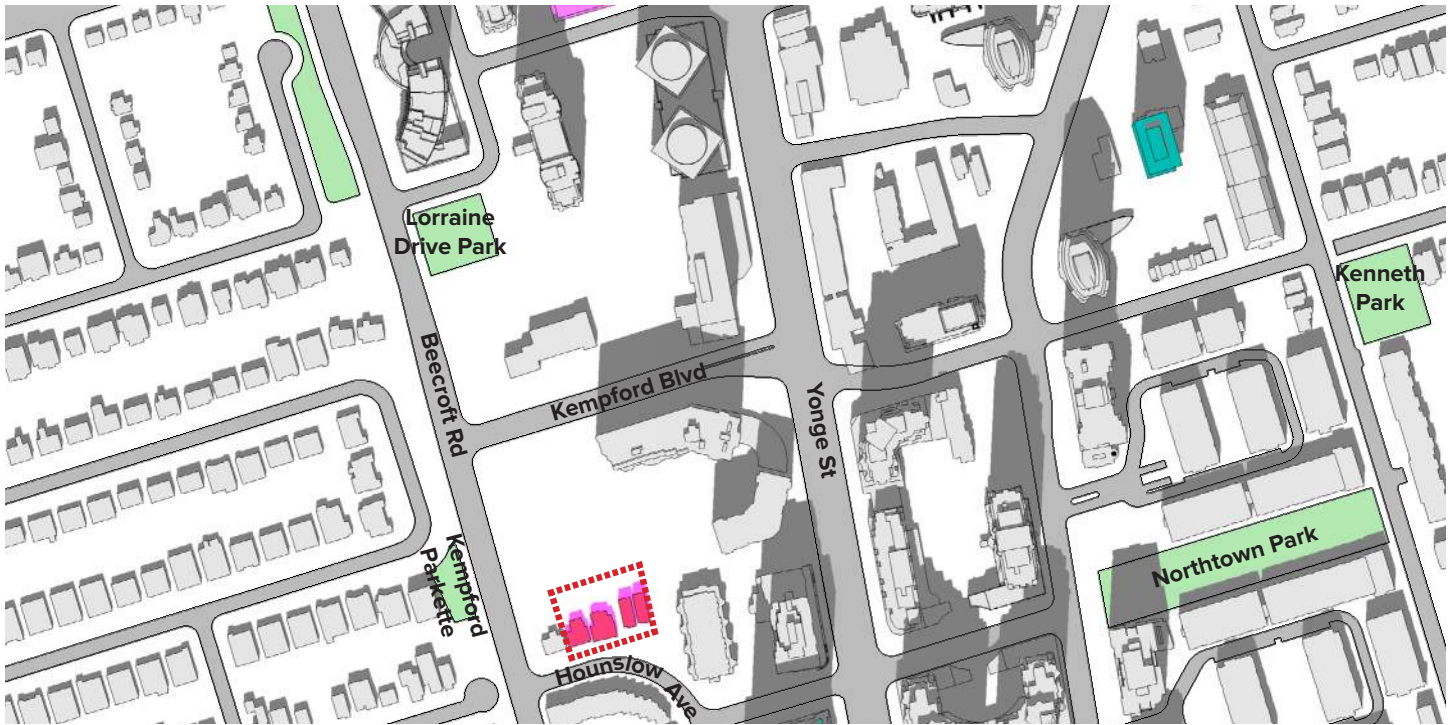 Lorraine
Drive Park
Kenneth
Park
Beecroft Rd
Kempford Blvd
Yonge St
Kempford
Parkette
Northtown Park
Hounslow Ave